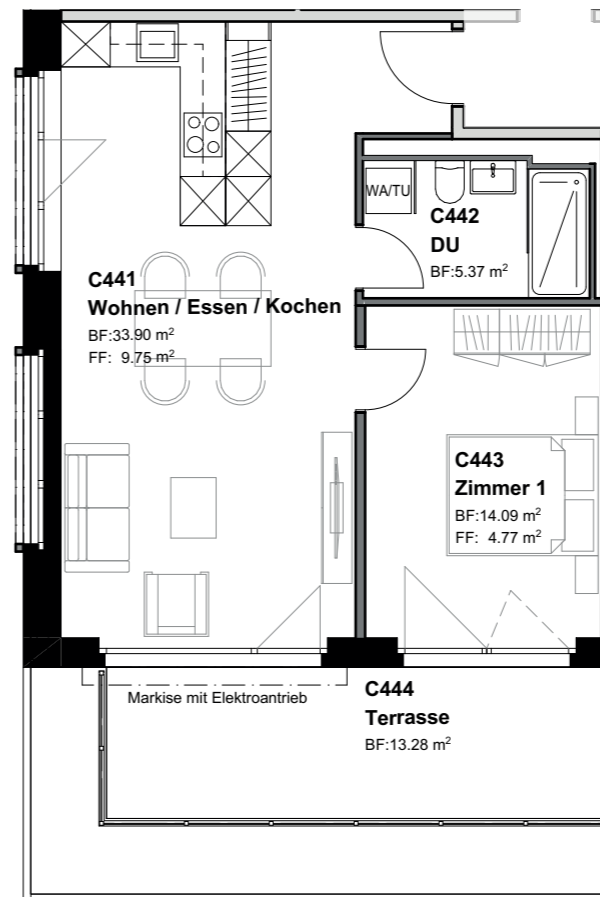 WA/TU
C442
DU
BF:5.37 m²
C441
Wohnen / Essen / Kochen
BF:33.90 m²
FF: 9.75 m²
C443
Zimmer 1
BF:14.09 m²
FF: 4.77 m²
Markise mit Elektroantrieb
C444
Terrasse
BF:13.28 m²